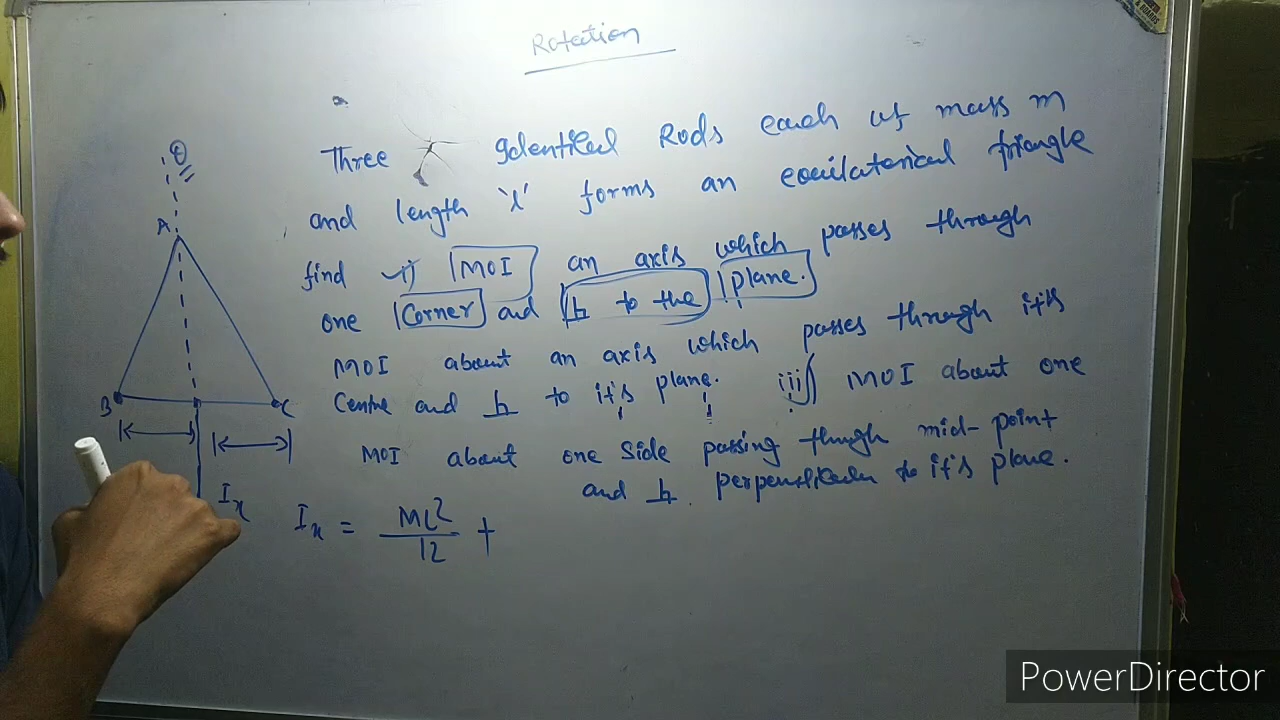 Rotation
Three identical Rods each of mass m
and length 'l' forms an equilaterical triangle
find i) MOI an axis which passes through
one Corner and ⊥ to the plane.
MOI about an axis which passes through it's
Centre and ⊥ to it's plane. iii) MOI about one
MOI about one side passing through mid-point
and ⊥ perpendicular to it's plane.
A
B
C
Ix
Ix = ML²/12 +
PowerDirector